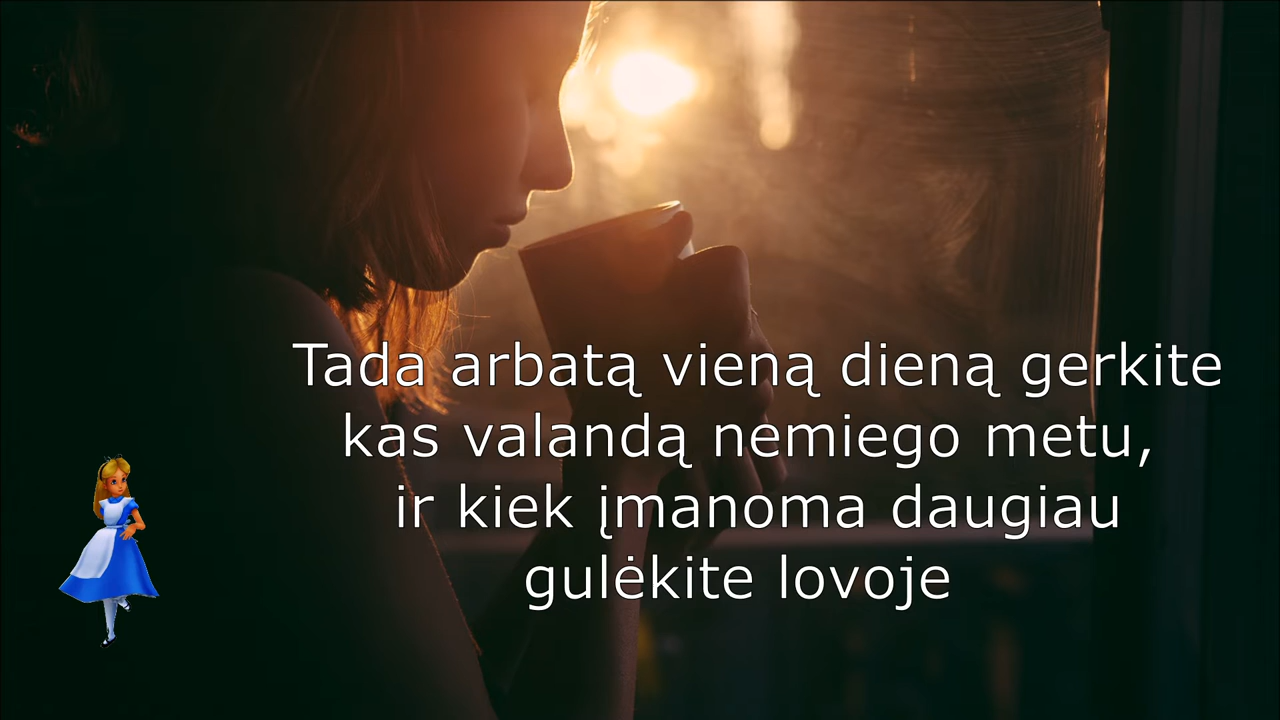 Tada arbatą vieną dieną gerkite
kas valandą nemiego metu,
ir kiek įmanoma daugiau
gulėkite lovoje